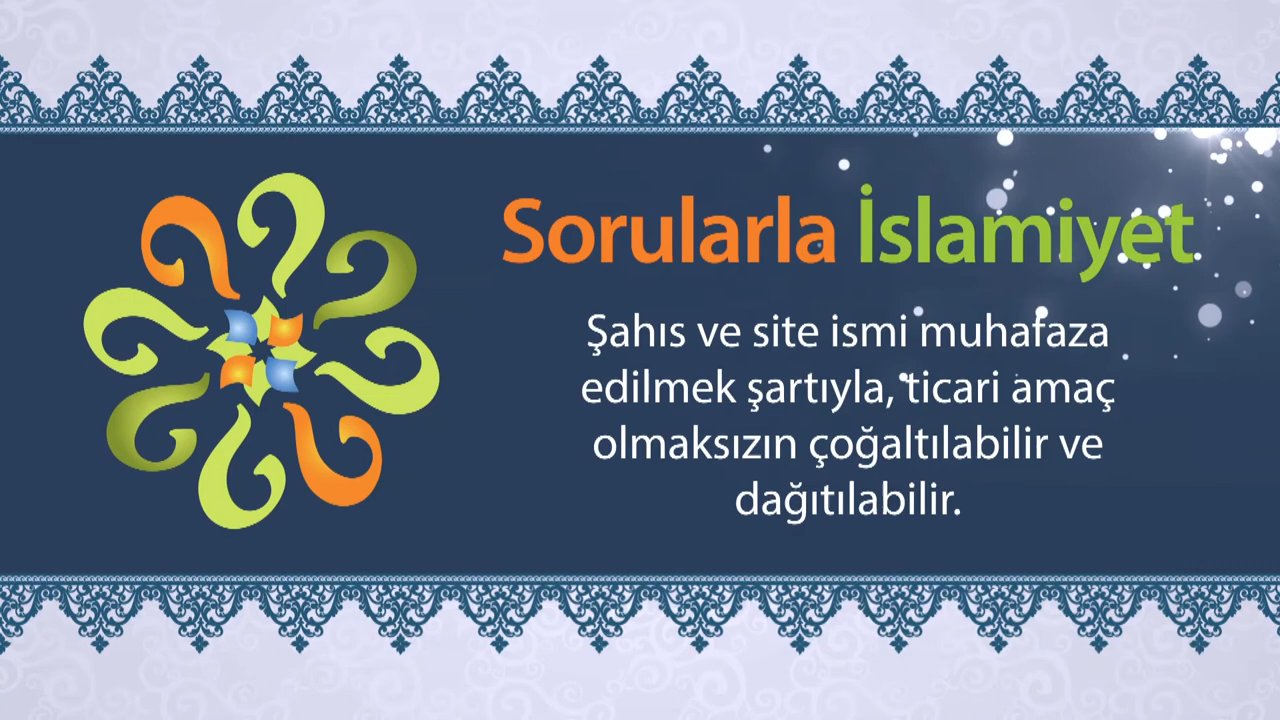 Sorularla İslamiyet
Şahıs ve site ismi muhafaza
edilmek şartıyla, ticari amaç
olmaksızın çoğaltılabilir ve
dağıtılabilir.